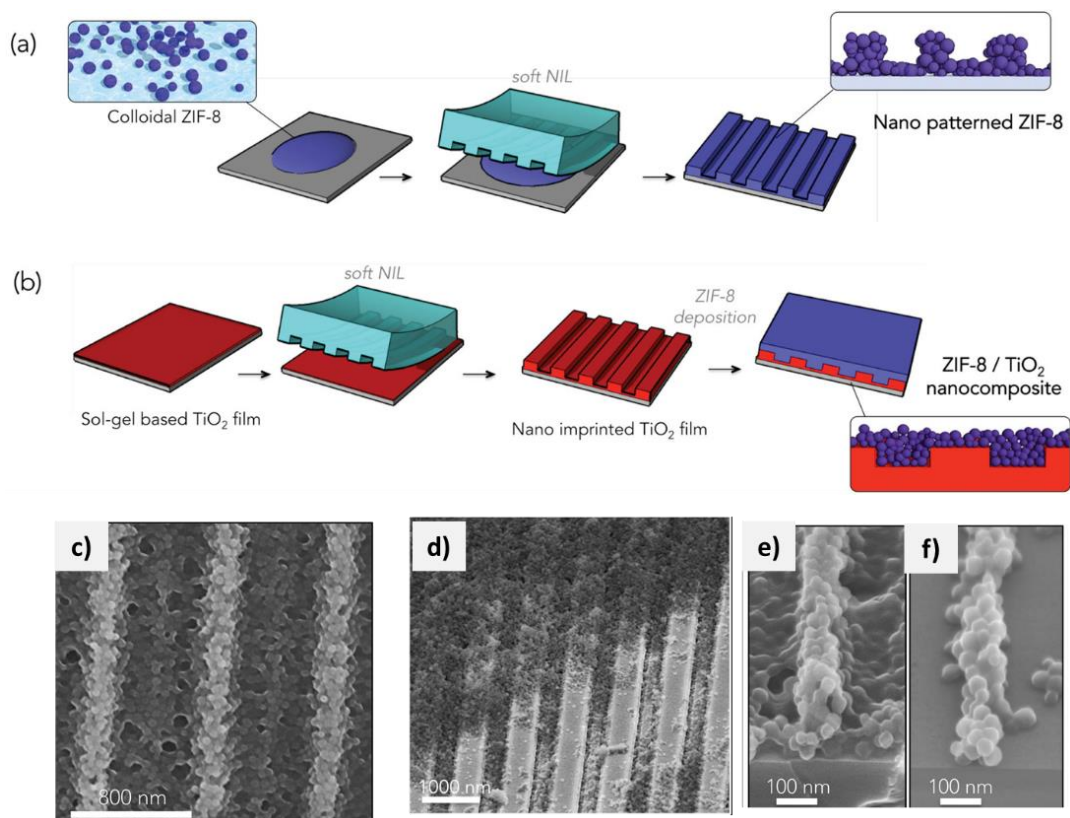 (a)
Colloidal ZIF-8
soft NIL
Nano patterned ZIF-8
(b)
soft NIL
ZIF-8
deposition
Sol-gel based TiO₂ film
Nano imprinted TiO₂ film
ZIF-8 / TiO₂
nanocomposite
c)
800 nm
d)
1000 nm
e)
100 nm
f)
100 nm